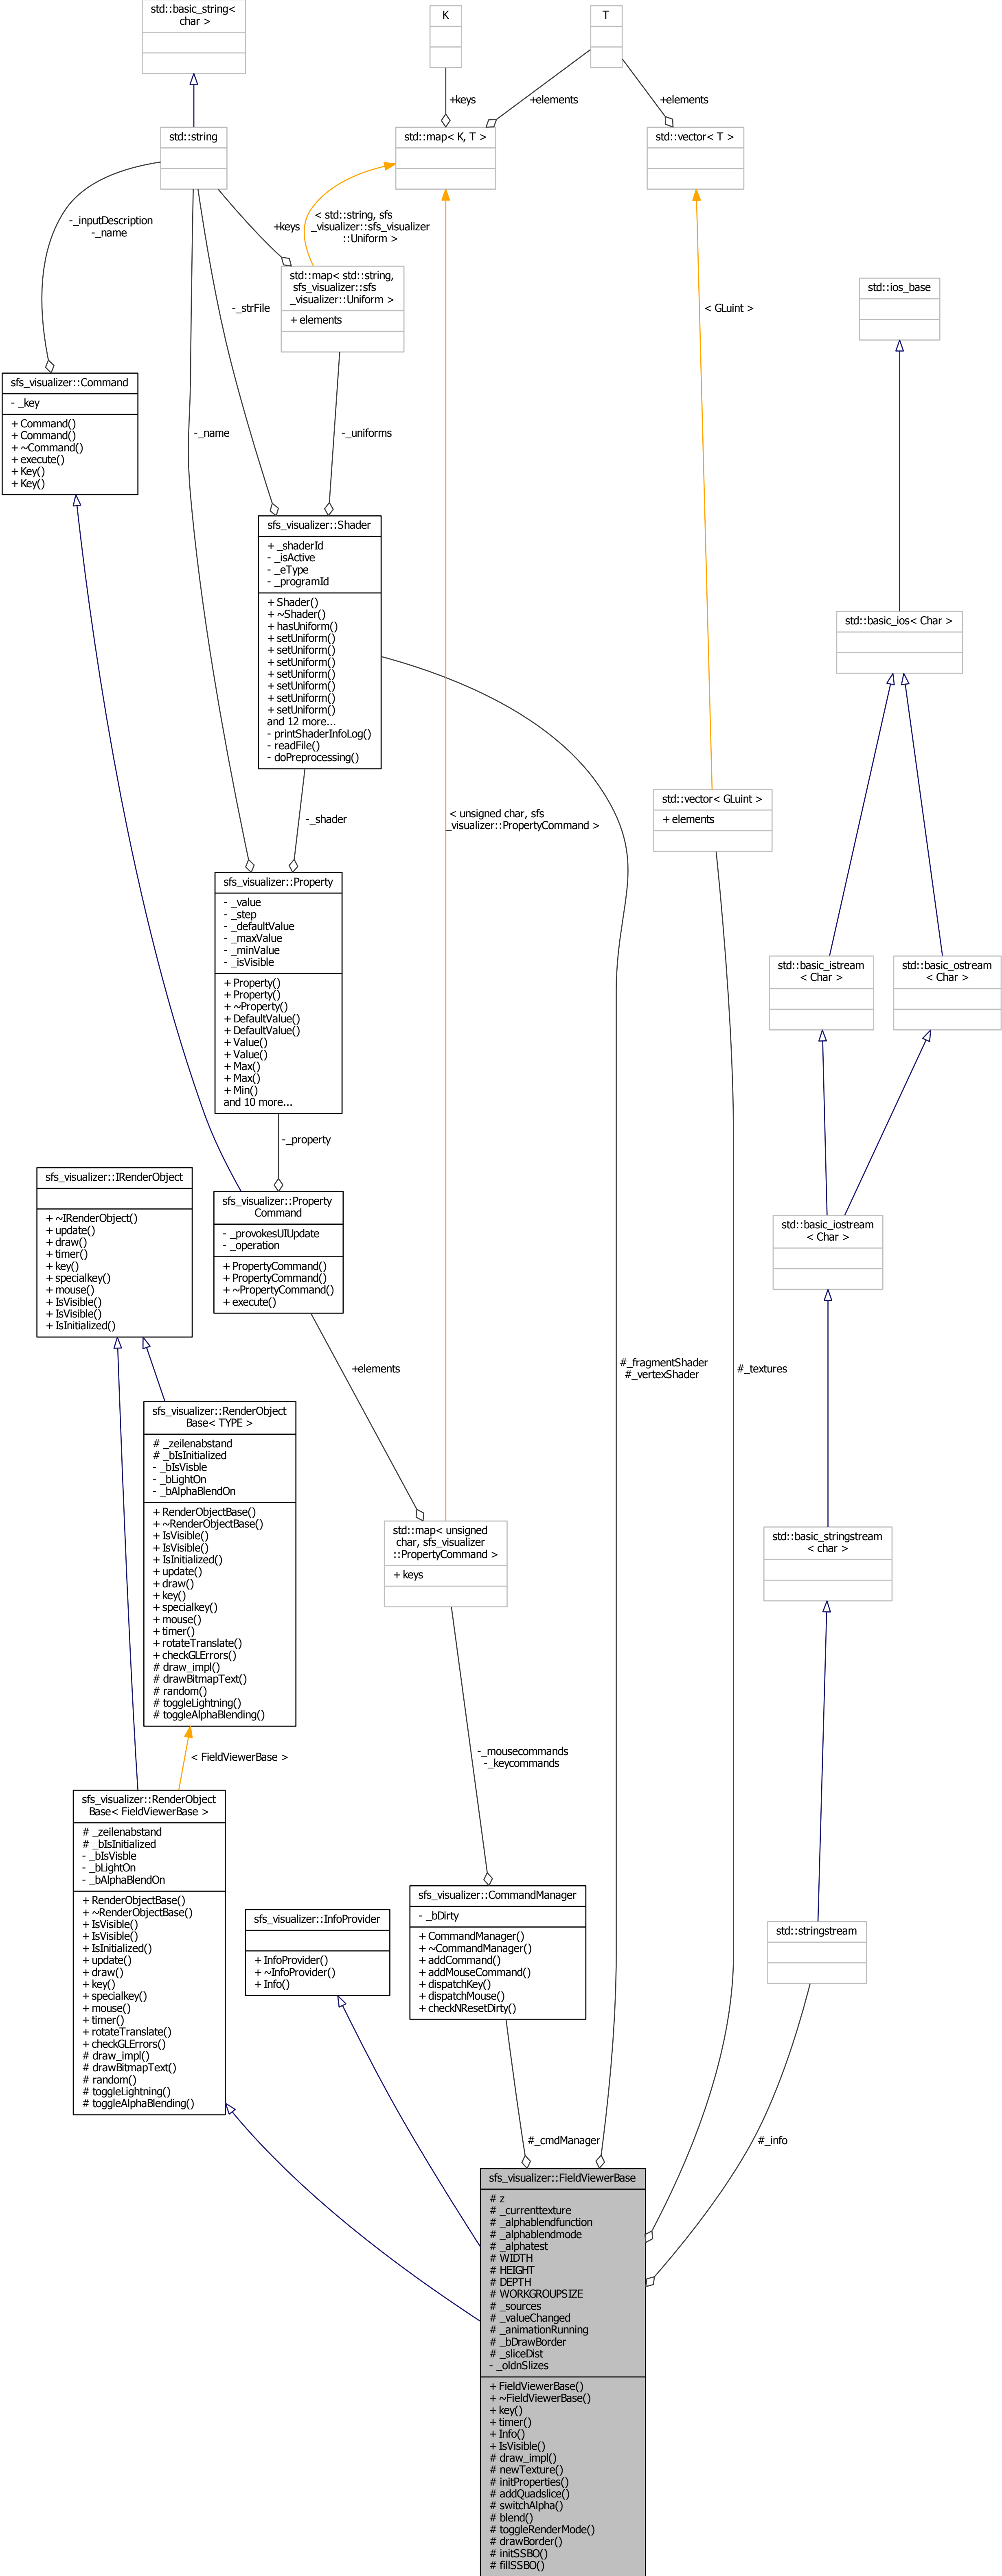 std::basic_string<
char >
K
T
+keys
+elements
+elements
std::string
std::map< K, T >
std::vector< T >
-_inputDescription
-_name
+keys
< std::string, sfs
_visualizer::sfs_visualizer
::Uniform >
std::map< std::string,
sfs_visualizer::sfs
_visualizer::Uniform >
+ elements
-_strFile
< GLuint >
std::ios_base
sfs_visualizer::Command
- _key
+ Command()
+ Command()
+ ~Command()
+ execute()
+ Key()
+ Key()
-_name
-_uniforms
sfs_visualizer::Shader
+ _shaderId
- _isActive
- _eType
- _programId
+ Shader()
+ ~Shader()
+ hasUniform()
+ setUniform()
+ setUniform()
+ setUniform()
+ setUniform()
+ setUniform()
+ setUniform()
+ setUniform()
and 12 more...
- printShaderInfoLog()
- readFile()
- doPreprocessing()
std::basic_ios< Char >
-_shader
< unsigned char, sfs
_visualizer::PropertyCommand >
std::vector< GLuint >
+ elements
sfs_visualizer::Property
- _value
- _step
- _defaultValue
- _maxValue
- _minValue
- _isVisible
+ Property()
+ Property()
+ ~Property()
+ DefaultValue()
+ DefaultValue()
+ Value()
+ Value()
+ Max()
+ Max()
+ Min()
and 10 more...
std::basic_istream
< Char >
std::basic_ostream
< Char >
-_property
sfs_visualizer::IRenderObject
+ ~IRenderObject()
+ update()
+ draw()
+ timer()
+ key()
+ specialkey()
+ mouse()
+ IsVisible()
+ IsVisible()
+ IsInitialized()
sfs_visualizer::Property
Command
- _provokesUIUpdate
- _operation
+ PropertyCommand()
+ PropertyCommand()
+ ~PropertyCommand()
+ execute()
std::basic_iostream
< Char >
+elements
#_fragmentShader
#_vertexShader
#_textures
sfs_visualizer::RenderObject
Base< TYPE >
# _zeilenabstand
# _bIsInitialized
- _bIsVisble
- _bLightOn
- _bAlphaBlendOn
+ RenderObjectBase()
+ ~RenderObjectBase()
+ IsVisible()
+ IsVisible()
+ IsInitialized()
+ update()
+ draw()
+ key()
+ specialkey()
+ mouse()
+ timer()
+ rotateTranslate()
+ checkGLErrors()
# draw_impl()
# drawBitmapText()
# random()
# toggleLightning()
# toggleAlphaBlending()
std::map< unsigned
char, sfs_visualizer
::PropertyCommand >
+ keys
std::basic_stringstream
< char >
< FieldViewerBase >
-_mousecommands
-_keycommands
sfs_visualizer::RenderObject
Base< FieldViewerBase >
# _zeilenabstand
# _bIsInitialized
- _bIsVisble
- _bLightOn
- _bAlphaBlendOn
+ RenderObjectBase()
+ ~RenderObjectBase()
+ IsVisible()
+ IsVisible()
+ IsInitialized()
+ update()
+ draw()
+ key()
+ specialkey()
+ mouse()
+ timer()
+ rotateTranslate()
+ checkGLErrors()
# draw_impl()
# drawBitmapText()
# random()
# toggleLightning()
# toggleAlphaBlending()
sfs_visualizer::InfoProvider
+ InfoProvider()
+ ~InfoProvider()
+ Info()
sfs_visualizer::CommandManager
- _bDirty
+ CommandManager()
+ ~CommandManager()
+ addCommand()
+ addMouseCommand()
+ dispatchKey()
+ dispatchMouse()
+ checkNResetDirty()
std::stringstream
#_cmdManager
#_info
sfs_visualizer::FieldViewerBase
# z
# _currenttexture
# _alphablendfunction
# _alphablendmode
# _alphatest
# WIDTH
# HEIGHT
# DEPTH
# WORKGROUPSIZE
# _sources
# _valueChanged
# _animationRunning
# _bDrawBorder
# _sliceDist
- _oldnSlizes
+ FieldViewerBase()
+ ~FieldViewerBase()
+ key()
+ timer()
+ Info()
+ IsVisible()
# draw_impl()
# newTexture()
# initProperties()
# addQuadslice()
# switchAlpha()
# blend()
# toggleRenderMode()
# drawBorder()
# initSSBO()
# fillSSBO()